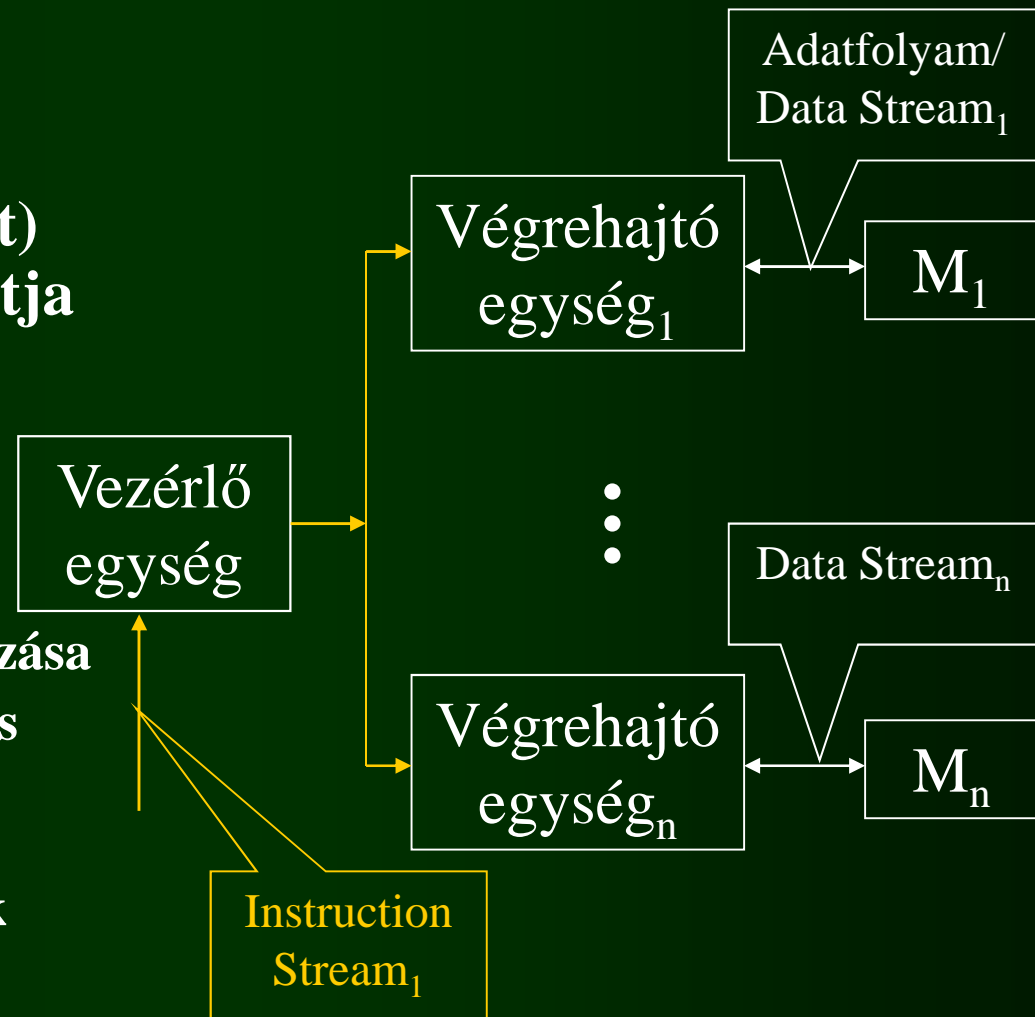 Adatfolyam/
Data Stream₁
t)
tja
Végrehajtó
egység₁
M₁
Vezérlő
egység
Data Streamₙ
zása
s
Végrehajtó
egységₙ
Mₙ
k
Instruction
Stream₁